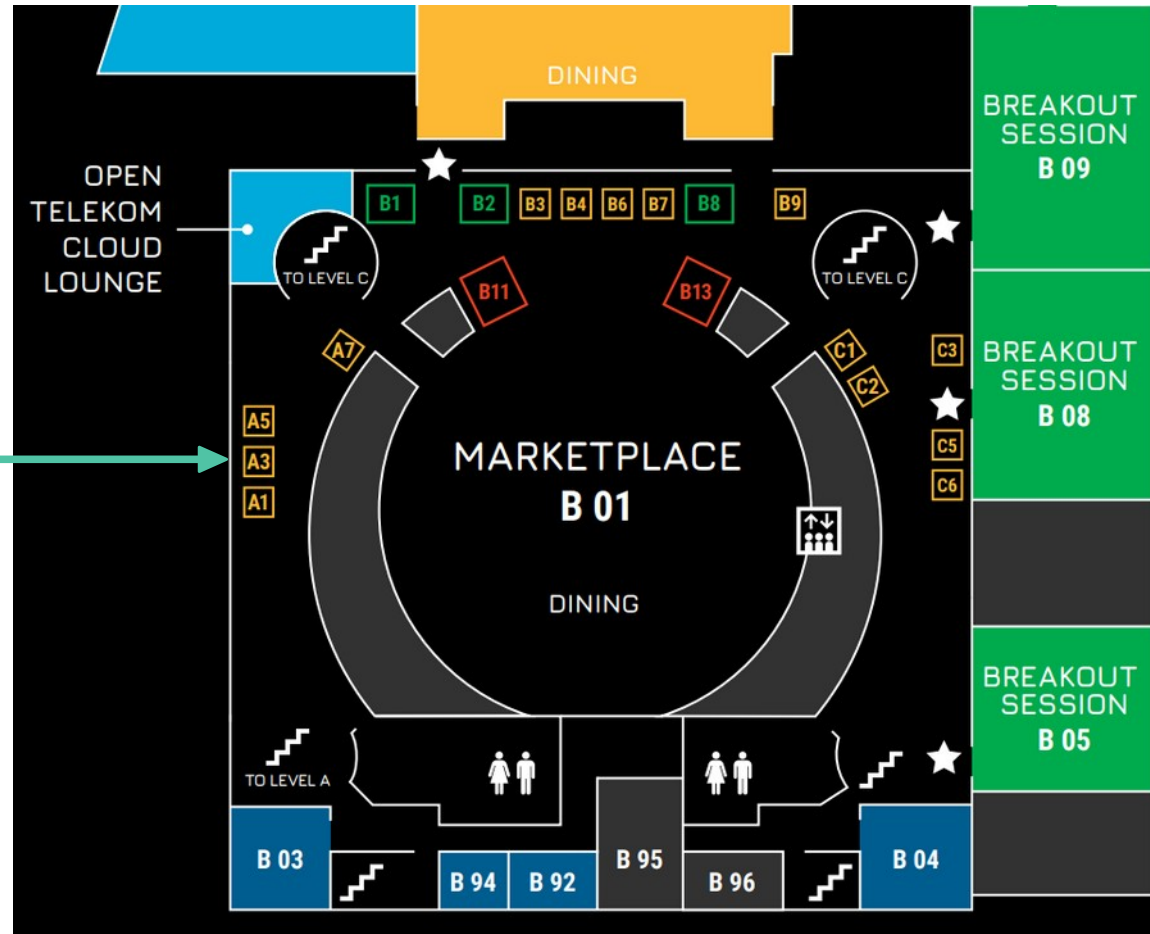 DINING
BREAKOUT
SESSION
B 09
OPEN
TELEKOM
CLOUD
LOUNGE
B1
B2
B3
B4
B6
B7
B8
B9
TO LEVEL C
TO LEVEL C
B11
B13
A7
C1
C2
C3
BREAKOUT
SESSION
B 08
A5
A3
A1
C5
C6
MARKETPLACE
B 01
DINING
BREAKOUT
SESSION
B 05
TO LEVEL A
B 03
B 94
B 92
B 95
B 96
B 04